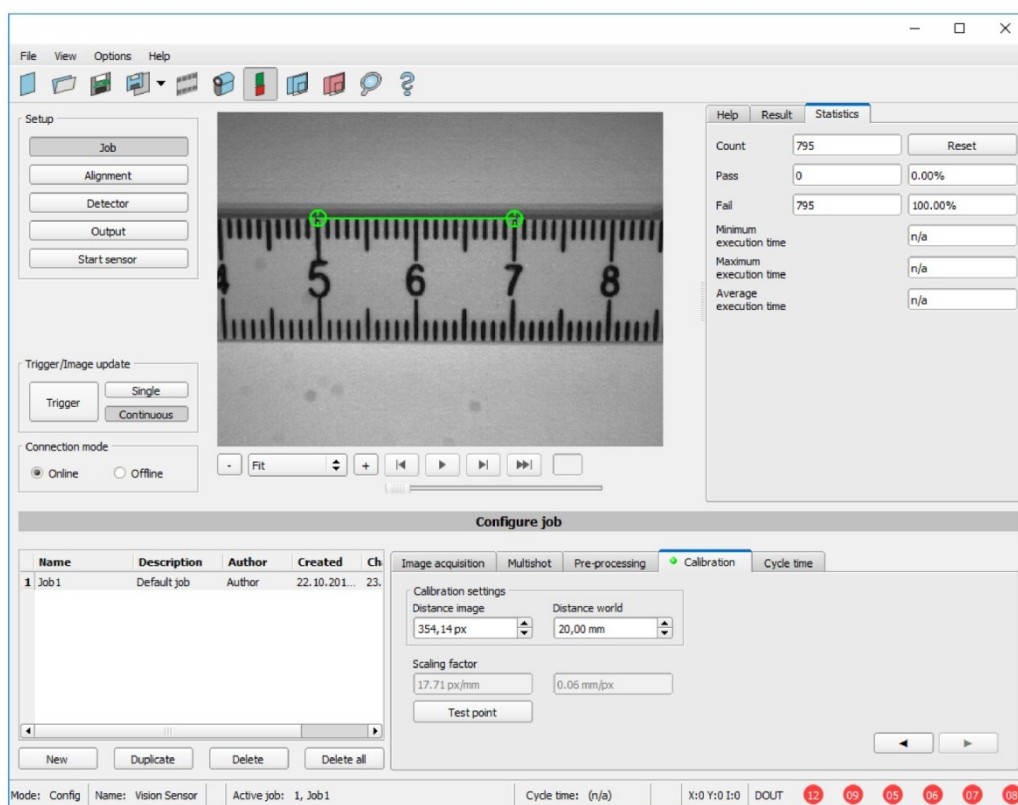 File View Options Help
Setup
Job
Alignment
Detector
Output
Start sensor
Trigger/Image update
Trigger
Single
Continuous
Connection mode
Online Offline
4 5 6 7 8
- Fit +
Help Result Statistics
Count 795 Reset
Pass 0 0.00%
Fail 795 100.00%
Minimum
execution time n/a
Maximum
execution time n/a
Average
execution time n/a
Configure job
Name Description Author Created Ch
1 Job1 Default job Author 22.10.201... 23.
New Duplicate Delete Delete all
Image acquisition Multishot Pre-processing Calibration Cycle time
Calibration settings
Distance image Distance world
354,14 px 20,00 mm
Scaling factor
17.71 px/mm 0.06 mm/px
Test point
Mode: Config Name: Vision Sensor Active job: 1, Job1 Cycle time: (n/a) X:0 Y:0 I:0 DOUT 12 09 05 06 07 08